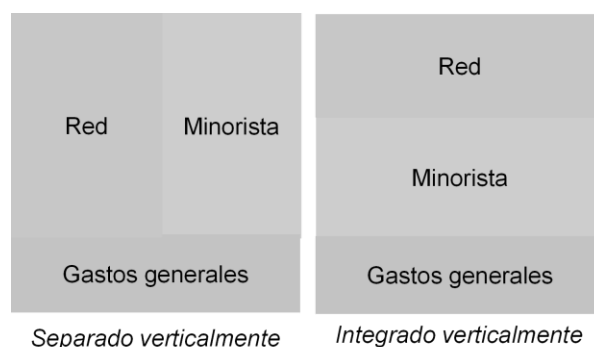 Red
Minorista
Gastos generales
Separado verticalmente
Red
Minorista
Gastos generales
Integrado verticalmente